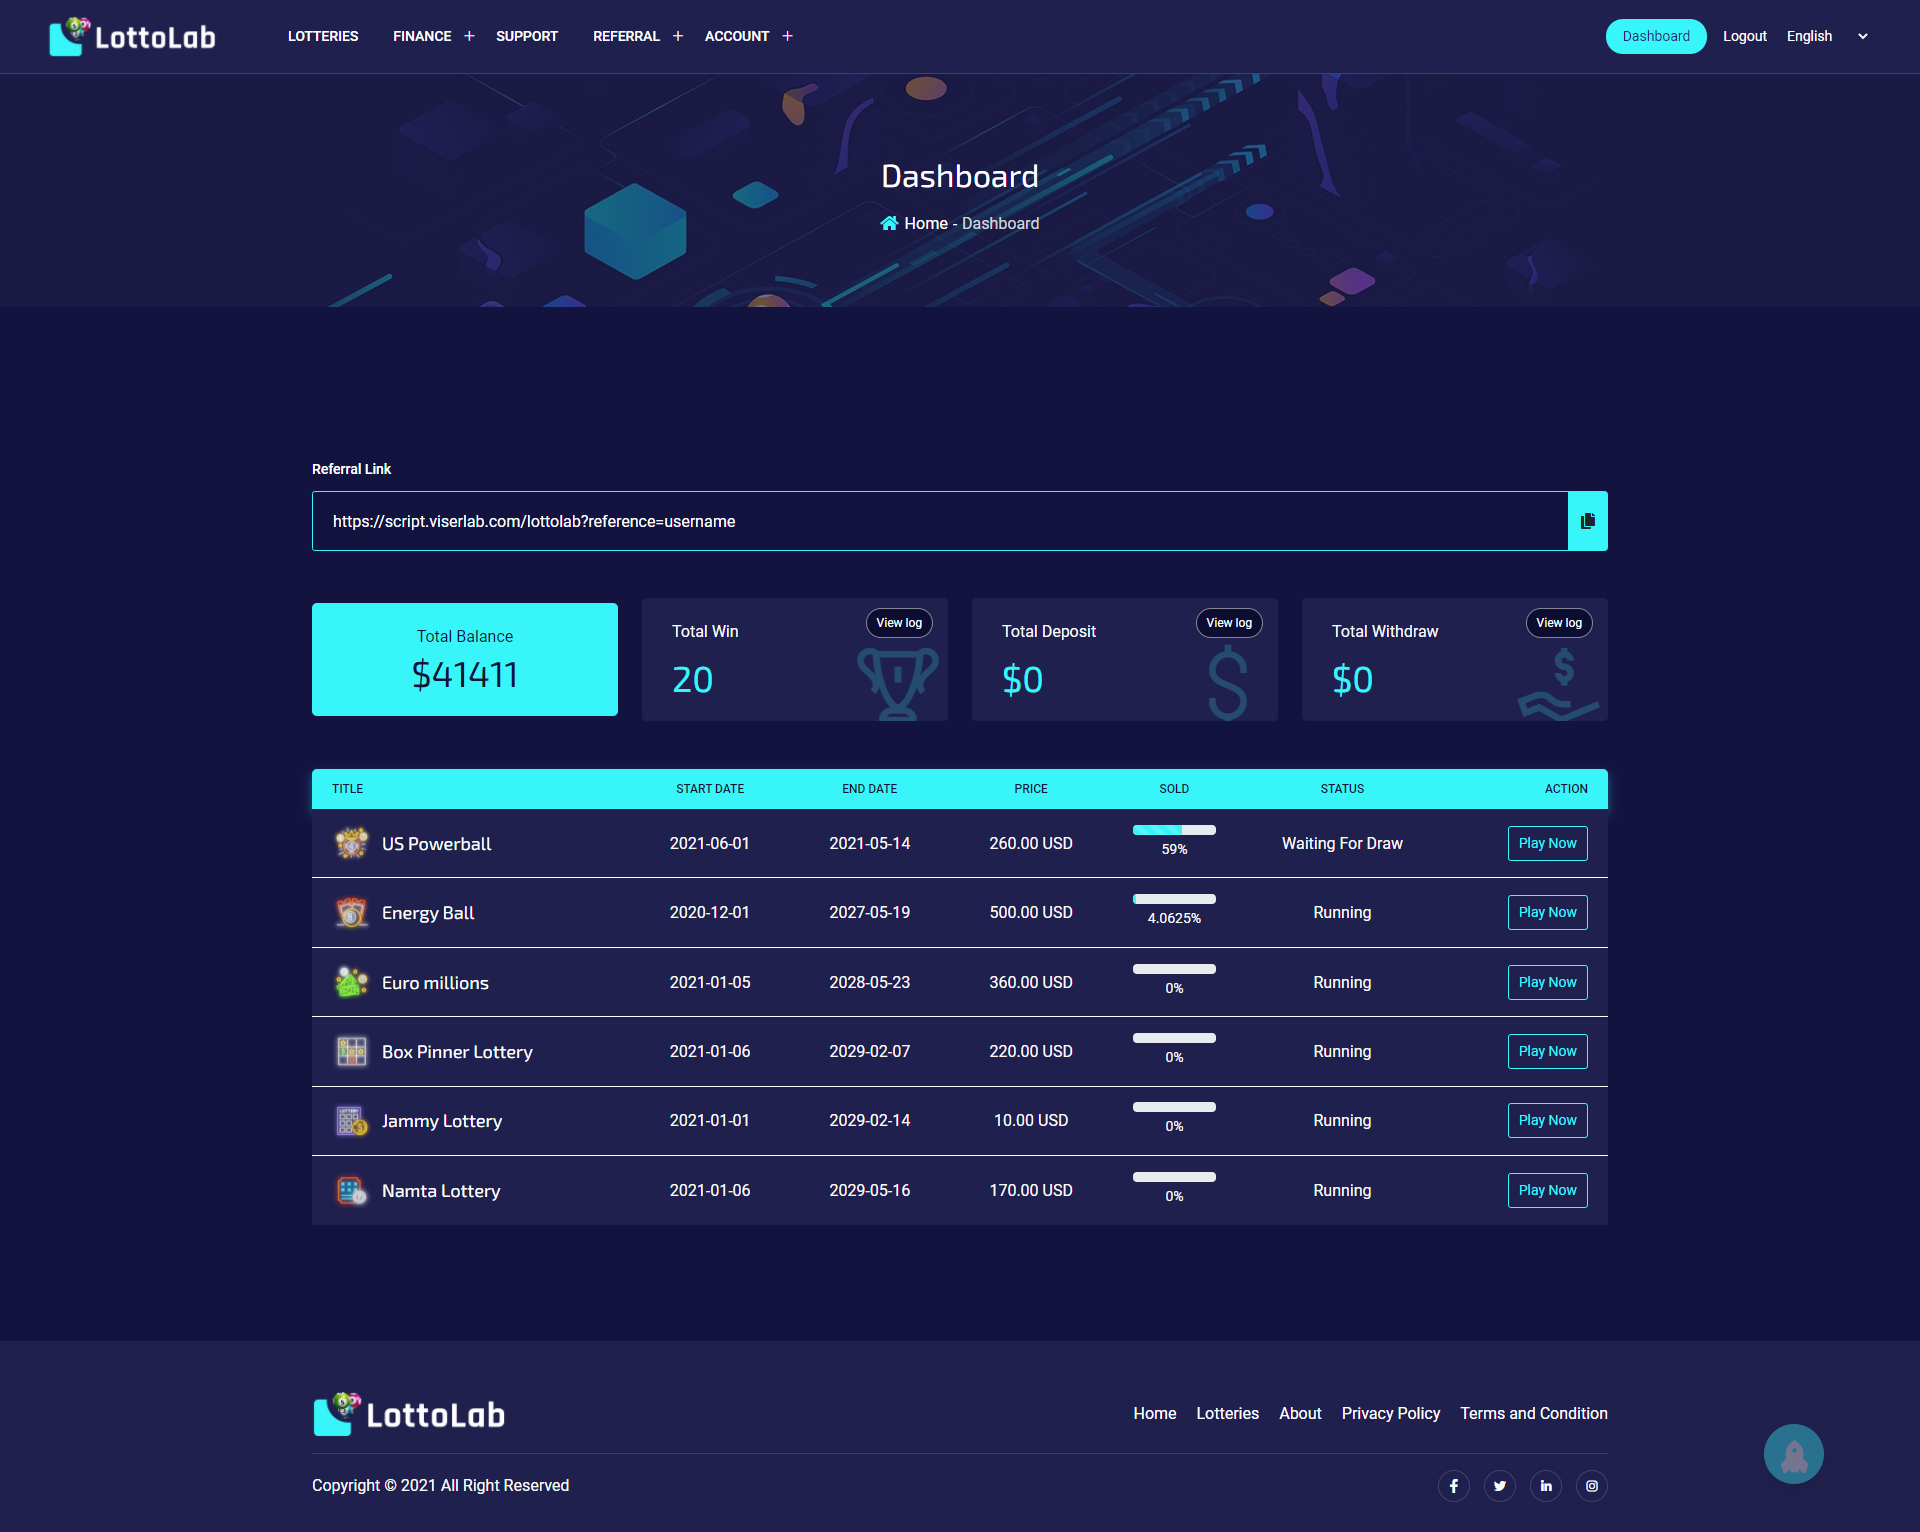 LottoLab
LOTTERIES
FINANCE +
SUPPORT
REFERRAL +
ACCOUNT +
Dashboard
Logout
English
Dashboard
Home - Dashboard
Referral Link
https://script.viserlab.com/lottolab?reference=username
Total Balance
$41411
Total Win
View log
20
Total Deposit
View log
$0
Total Withdraw
View log
$0
TITLE START DATE END DATE PRICE SOLD STATUS ACTION
US Powerball 2021-06-01 2021-05-14 260.00 USD 59% Waiting For Draw Play Now
Energy Ball 2020-12-01 2027-05-19 500.00 USD 4.0625% Running Play Now
Euro millions 2021-01-05 2028-05-23 360.00 USD 0% Running Play Now
Box Pinner Lottery 2021-01-06 2029-02-07 220.00 USD 0% Running Play Now
Jammy Lottery 2021-01-01 2029-02-14 10.00 USD 0% Running Play Now
Namta Lottery 2021-01-06 2029-05-16 170.00 USD 0% Running Play Now
LottoLab
Home Lotteries About Privacy Policy Terms and Condition
Copyright © 2021 All Right Reserved